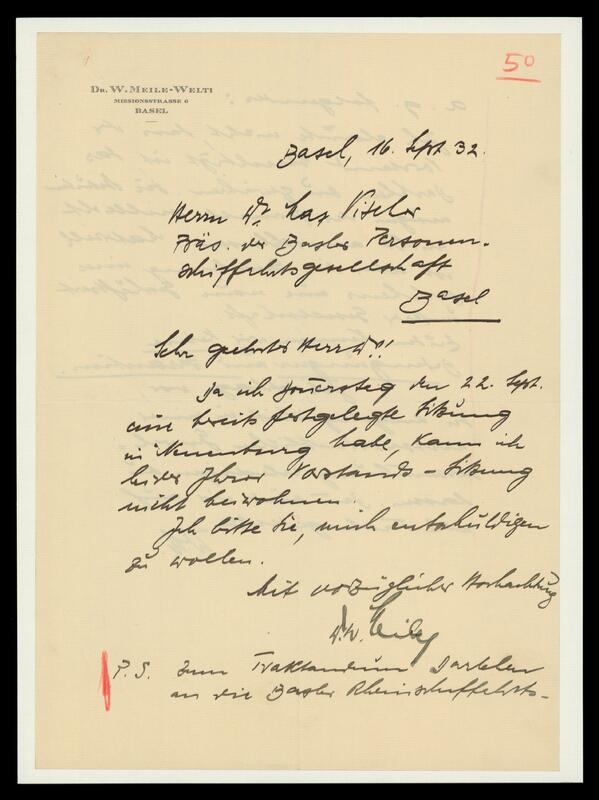 50
DR. W. MEILE-WELTI
MISSIONSSTRASSE 6
BASEL
Basel, 16. Sept 32.
Herrn Dr Max Vischer
Präs. der Basler Personen-
schiffahrtsgesellschaft
Basel
Sehr geehrter Herr Dr!
Da ich Donnerstag den 22. Sept.
eine bereits festgelegte Sitzung
in Neuenburg habe, kann ich
leider Ihrer Vorstands-Sitzung
nicht beiwohnen.
Ich bitte Sie, mich entschuldigen
zu wollen.
Mit vorzüglicher Hochachtung
Dr. W. Meile
P.S. Zum Traktandum Darlehen
an die Basler Rheinschiffahrts-